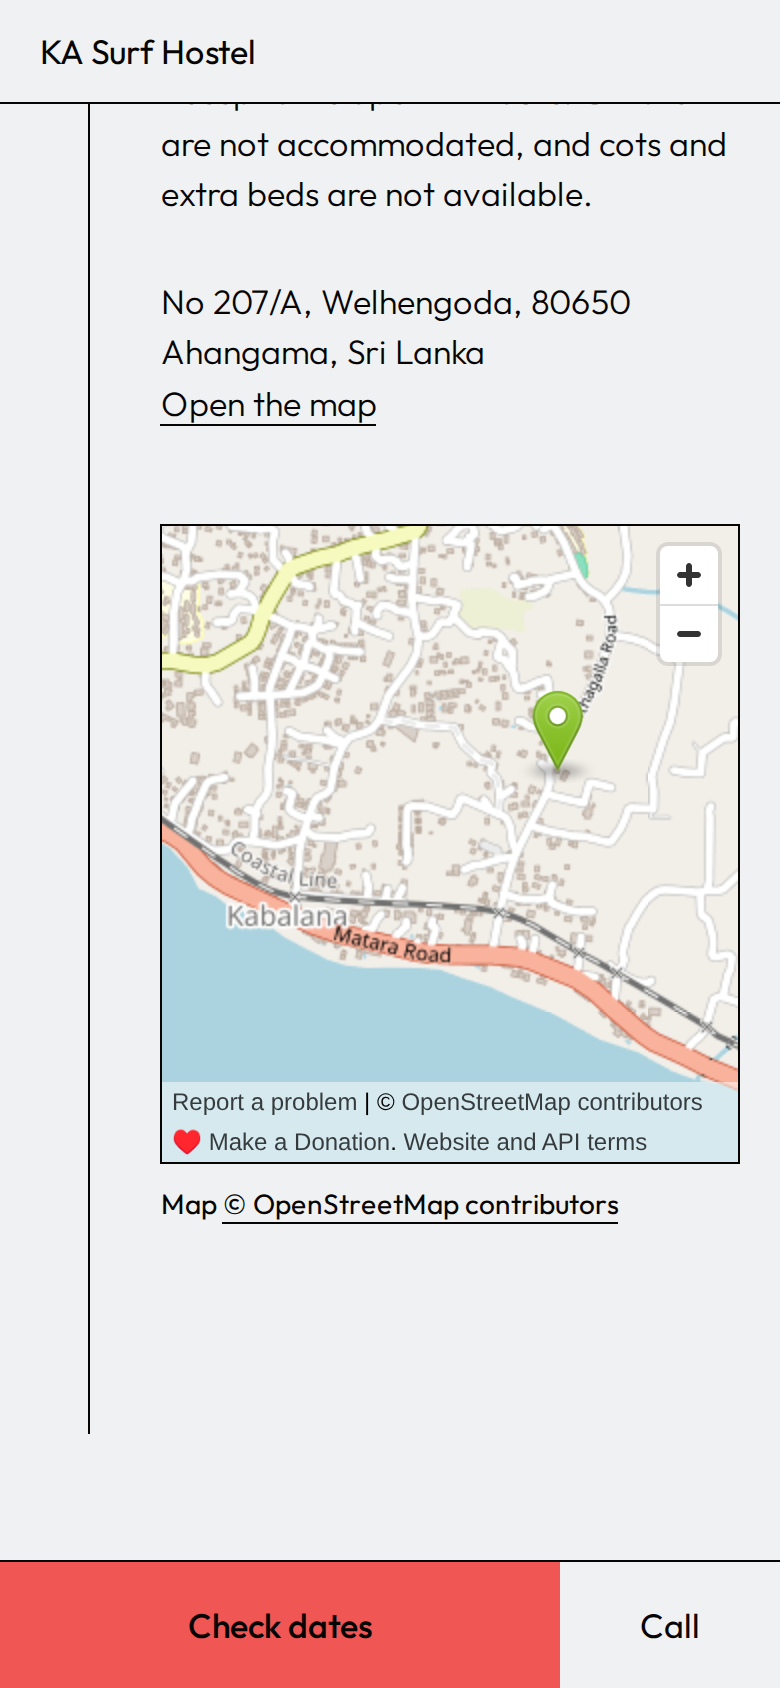 KA Surf Hostel
are not accommodated, and cots and
extra beds are not available.
No 207/A, Welhengoda, 80650
Ahangama, Sri Lanka
Open the map
+
−
Coastal Line
Kabalana
Matara Road
Road
Report a problem | © OpenStreetMap contributors
❤️ Make a Donation. Website and API terms
Map © OpenStreetMap contributors
Check dates
Call